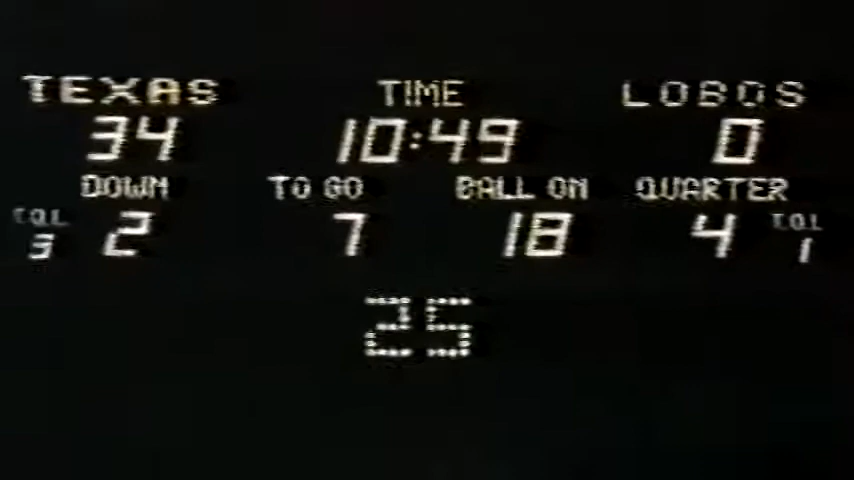 TEXAS TIME LOBOS
34 10:49 0
DOWN TO GO BALL ON QUARTER
T.O.L 3 2 7 18 4 T.O.L 1
25